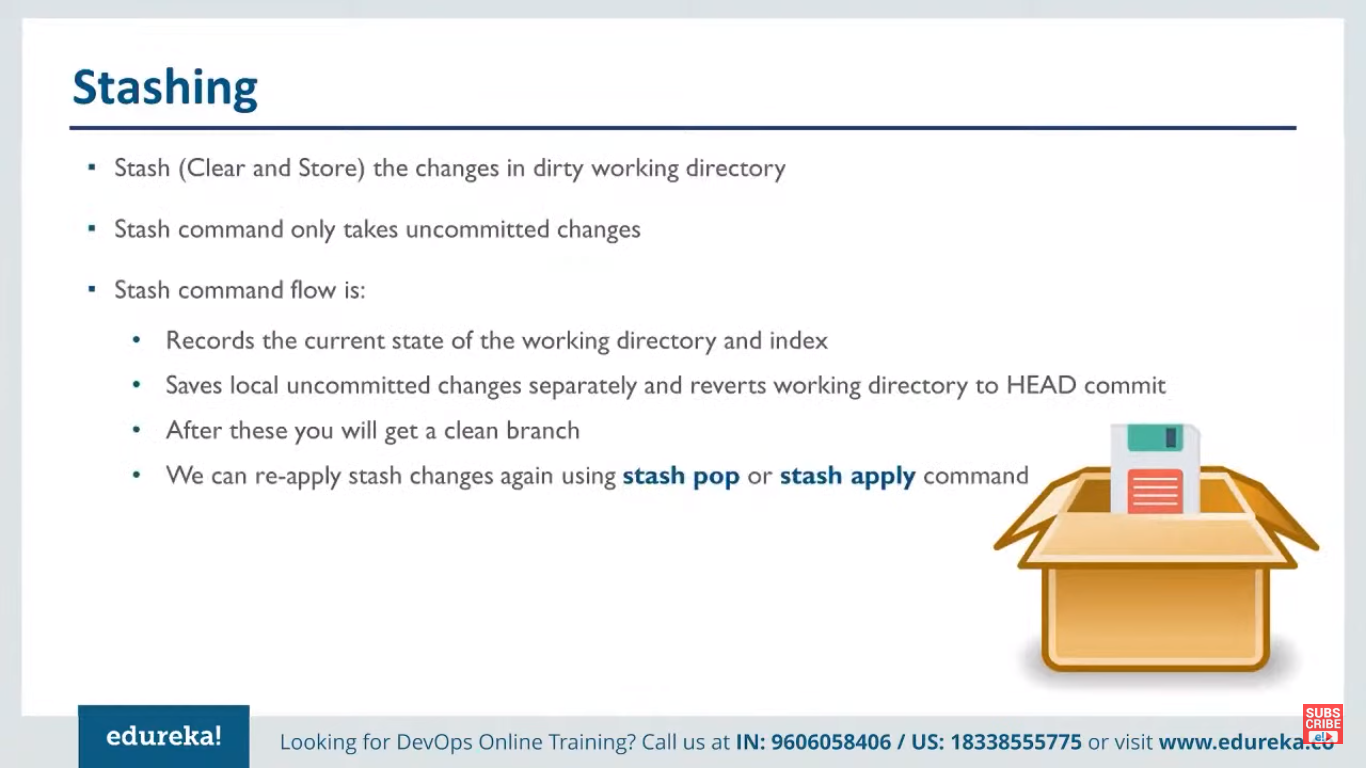 Stashing
▪ Stash (Clear and Store) the changes in dirty working directory
▪ Stash command only takes uncommitted changes
▪ Stash command flow is:
• Records the current state of the working directory and index
• Saves local uncommitted changes separately and reverts working directory to HEAD commit
• After these you will get a clean branch
• We can re-apply stash changes again using stash pop or stash apply command
edureka!
Looking for DevOps Online Training? Call us at IN: 9606058406 / US: 18338555775 or visit www.edureka.co
SUBS
CRIBE
e!